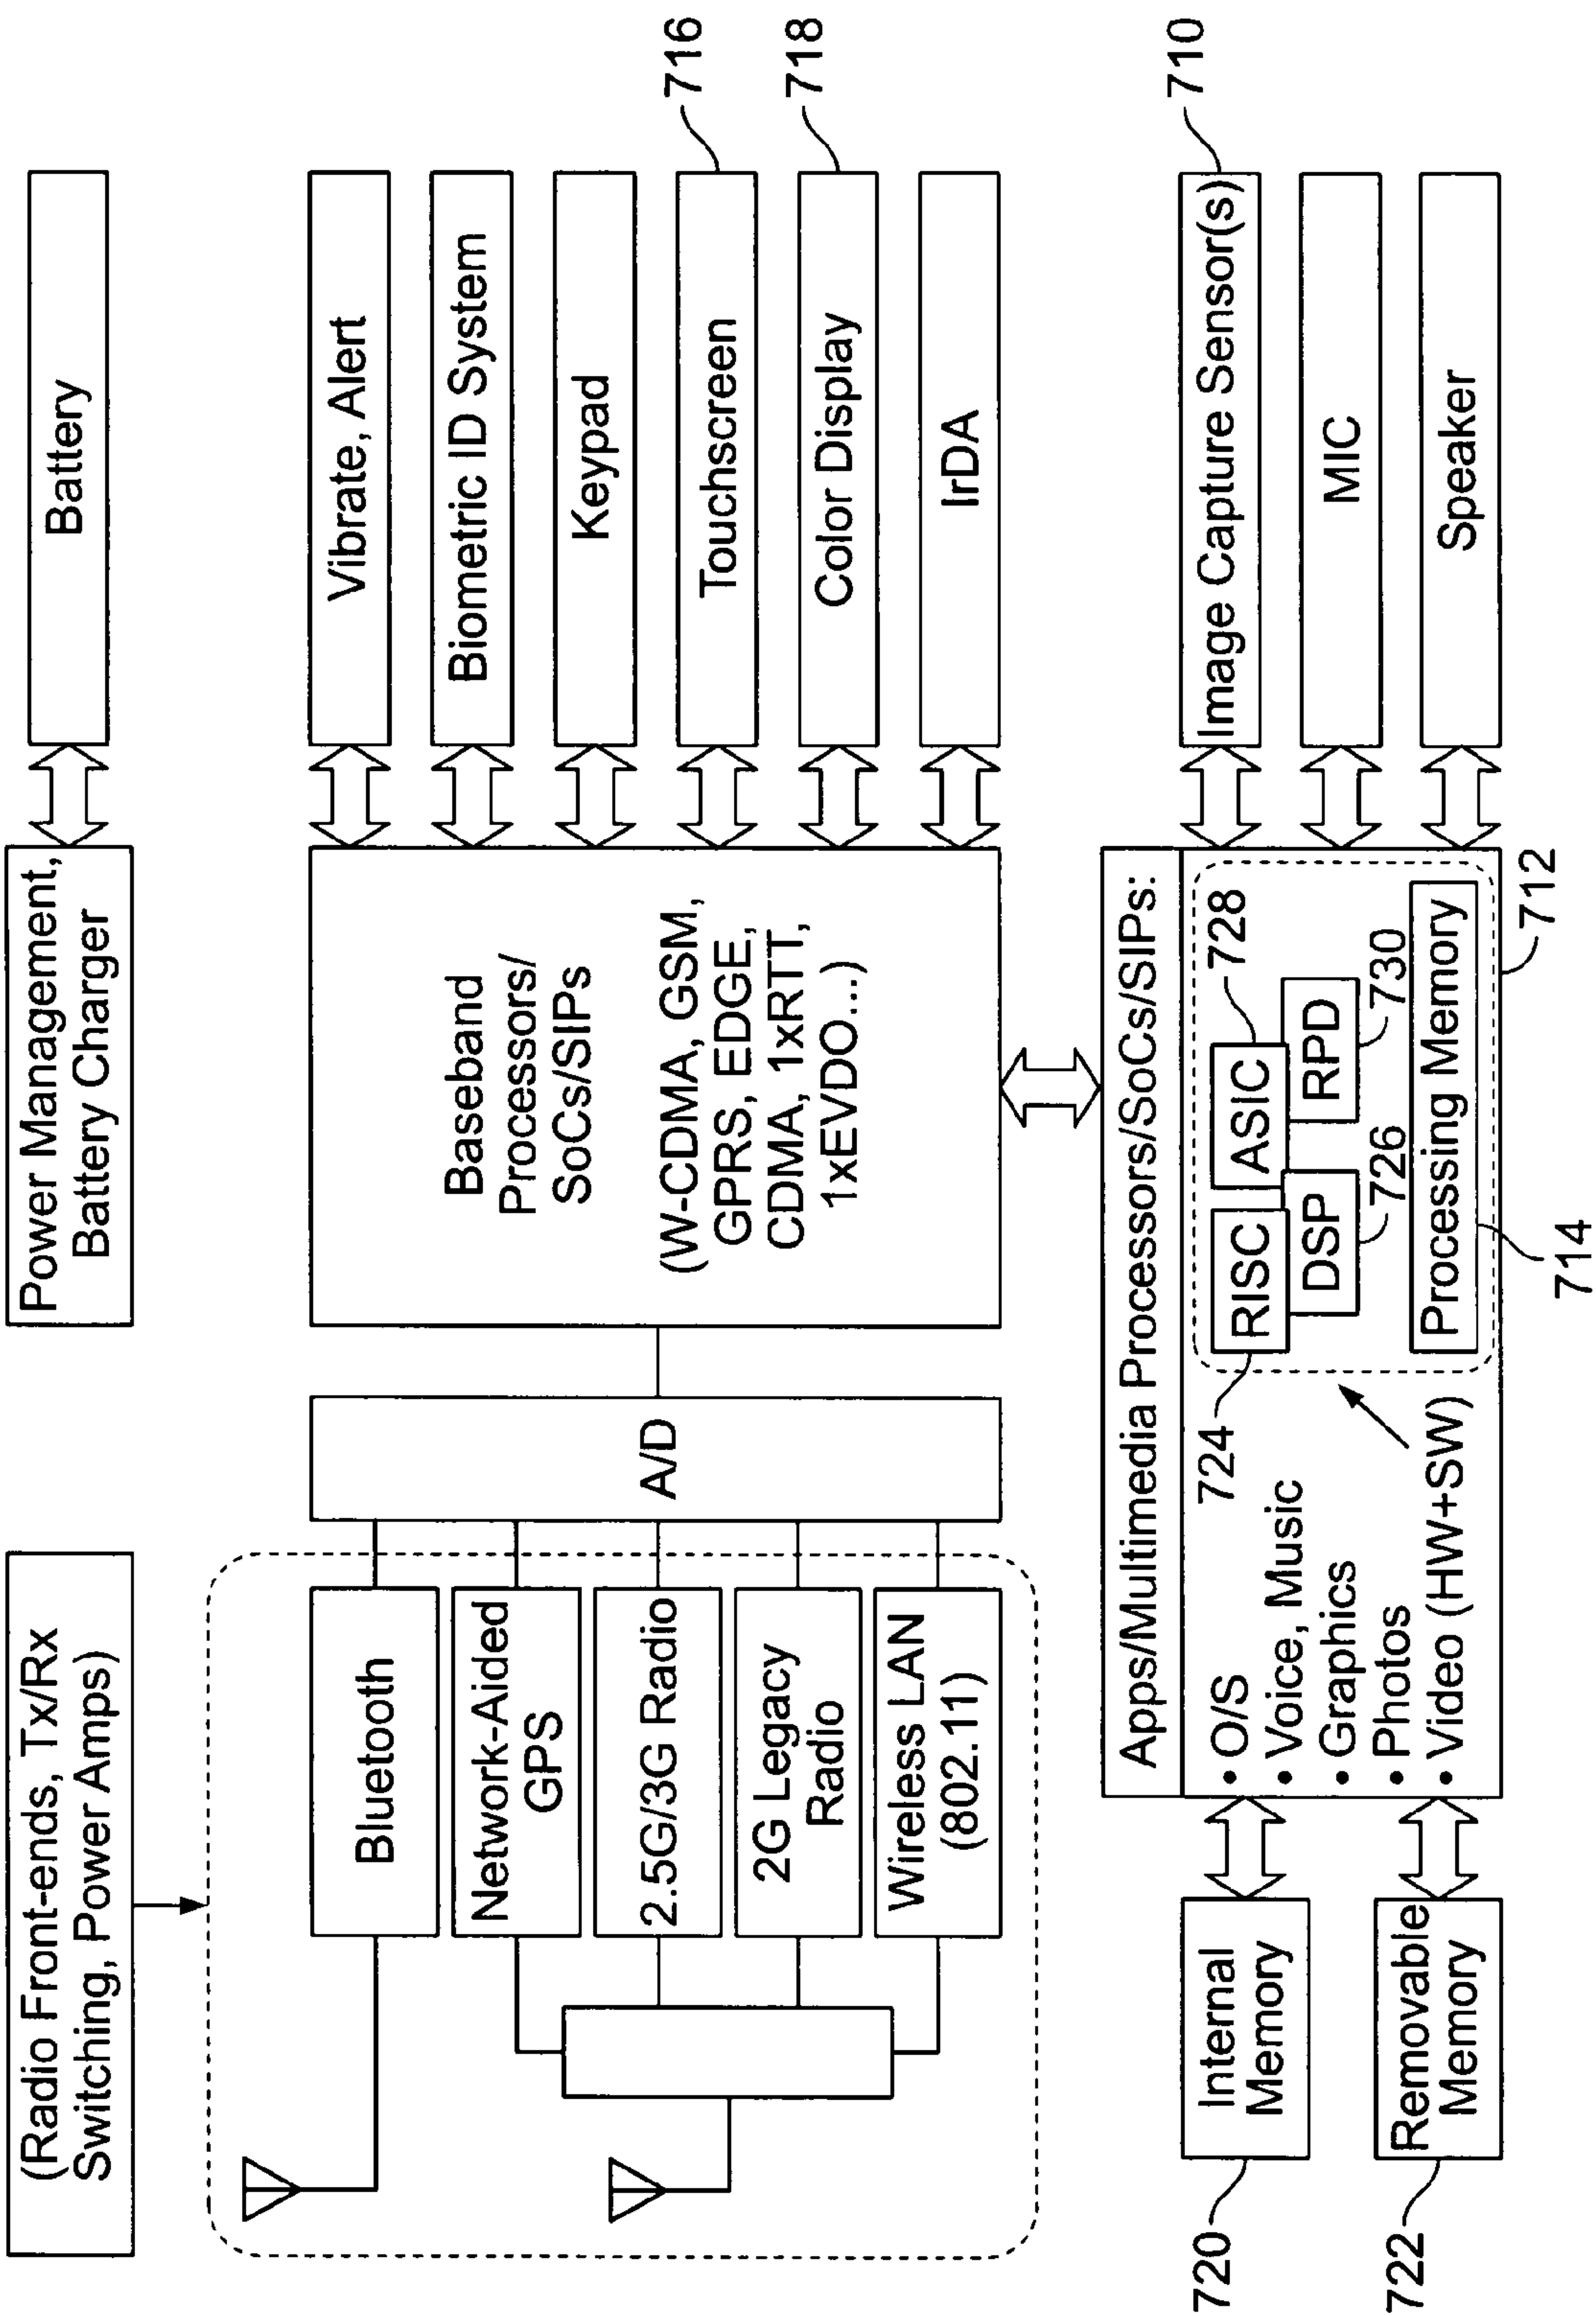 (Radio Front-ends, Tx/Rx
Switching, Power Amps)
Power Management,
Battery Charger
Battery
Bluetooth
Network-Aided
GPS
2.5G/3G Radio
2G Legacy
Radio
Wireless LAN
(802.11)
A/D
Baseband
Processors/
SoCs/SIPs
(W-CDMA, GSM,
GPRS, EDGE,
CDMA, 1xRTT,
1xEVDO...)
Vibrate, Alert
Biometric ID System
Keypad
Touchscreen
716
Color Display
718
IrDA
Apps/Multimedia Processors/SoCs/SIPs:
• O/S
• Voice, Music
• Graphics
• Photos
• Video (HW+SW)
724
RISC
ASIC
728
DSP
726
RPD
730
Processing Memory
714
712
Image Capture Sensor(s)
710
MIC
Speaker
Internal
Memory
720
Removable
Memory
722